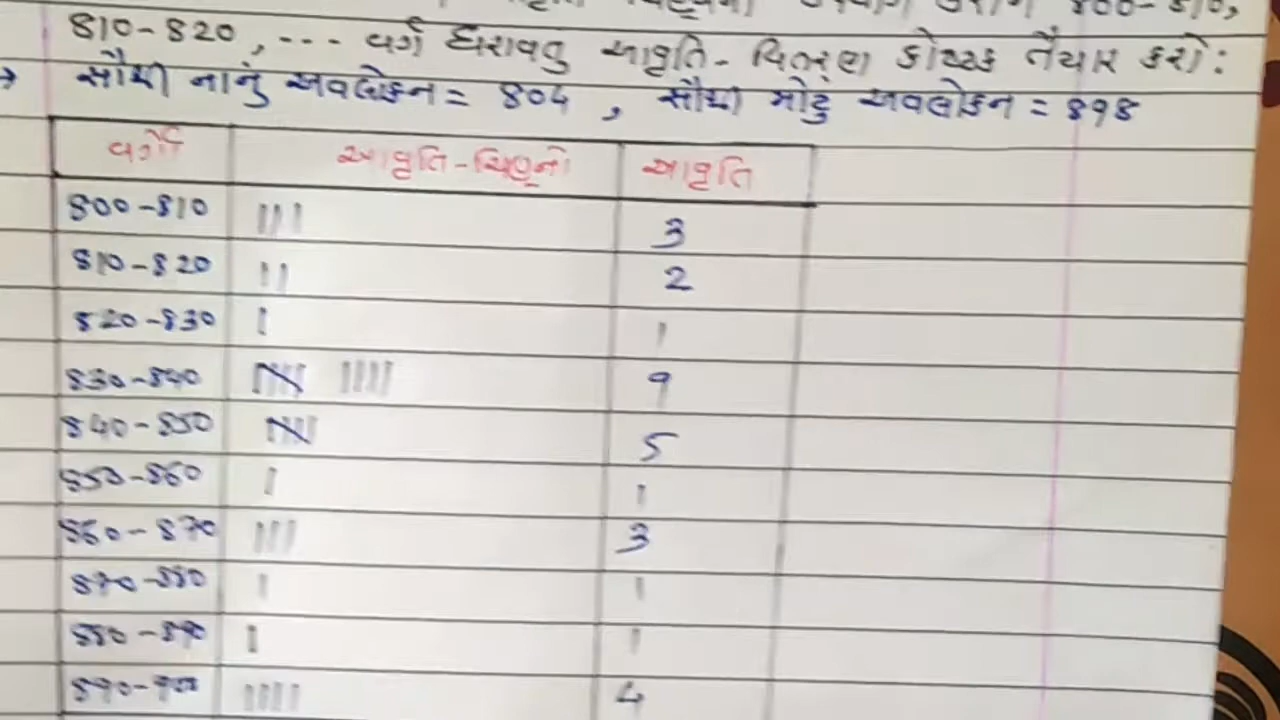 800-810,
810-820, --- વર્ગ ધરાવતુ આવૃતિ-વિતરણ કોષ્ટક તૈયાર કરો:
→ સૌથી નાનું અવલોકન = 804, સૌથી મોટું અવલોકન = 898
વર્ગો આવૃતિ-ચિહ્નો આવૃતિ
800-810 ||| 3
810-820 || 2
820-830 | 1
830-840 |||| |||| 9
840-850 |||| 5
850-860 | 1
860-870 ||| 3
870-880 | 1
880-890 | 1
890-900 |||| 4